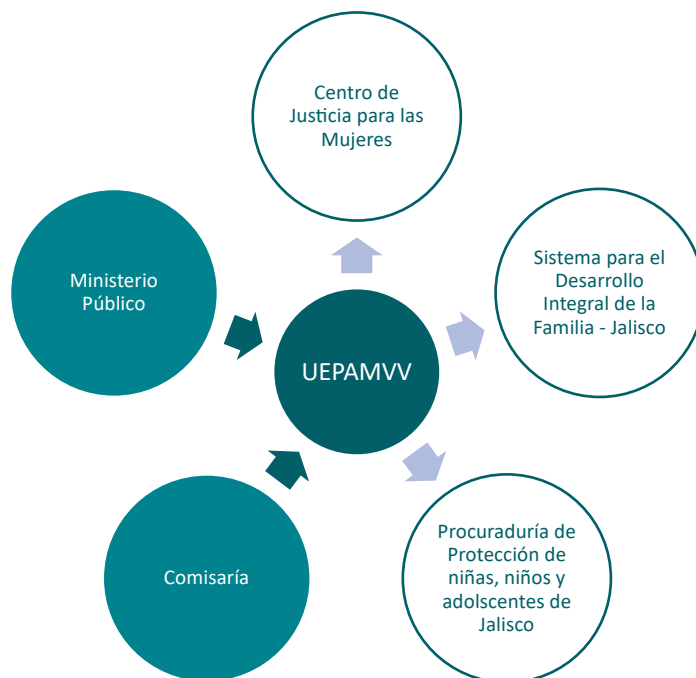 Centro de
Justicia para las
Mujeres
Ministerio
Público
Sistema para el
Desarrollo
Integral de la
Familia - Jalisco
UEPAMVV
Comisaría
Procuraduría de
Protección de
niñas, niños y
adolscentes de
Jalisco